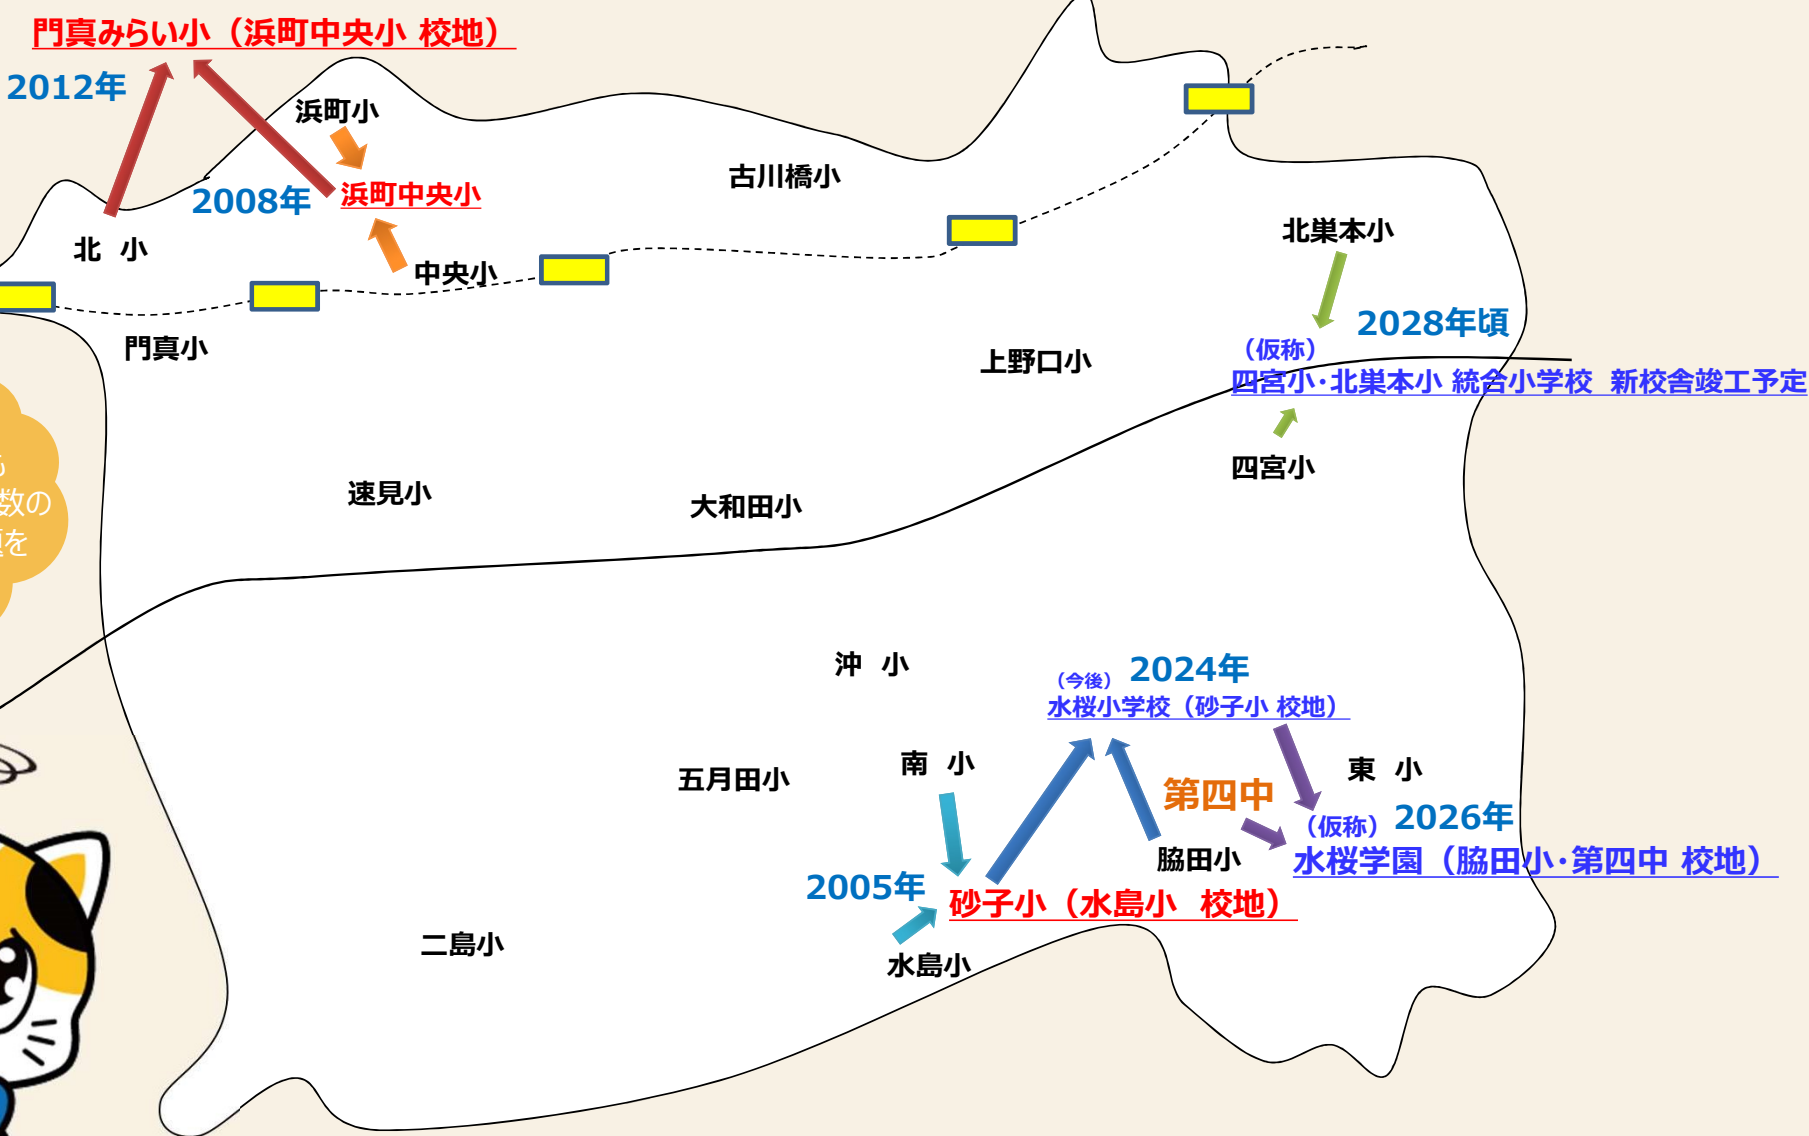 門真みらい小（浜町中央小 校地）
2012年
浜町小
2008年
浜町中央小
古川橋小
北 小
中央小
北巣本小
門真小
2028年頃
（仮称）
四宮小・北巣本小 統合小学校 新校舎竣工予定
上野口小
四宮小
速見小
大和田小
も
数の
を
沖 小
（今後）
2024年
水桜小学校（砂子小 校地）
南 小
五月田小
東 小
第四中
（仮称）
2026年
脇田小
水桜学園（脇田小・第四中 校地）
2005年
砂子小（水島小 校地）
二島小
水島小